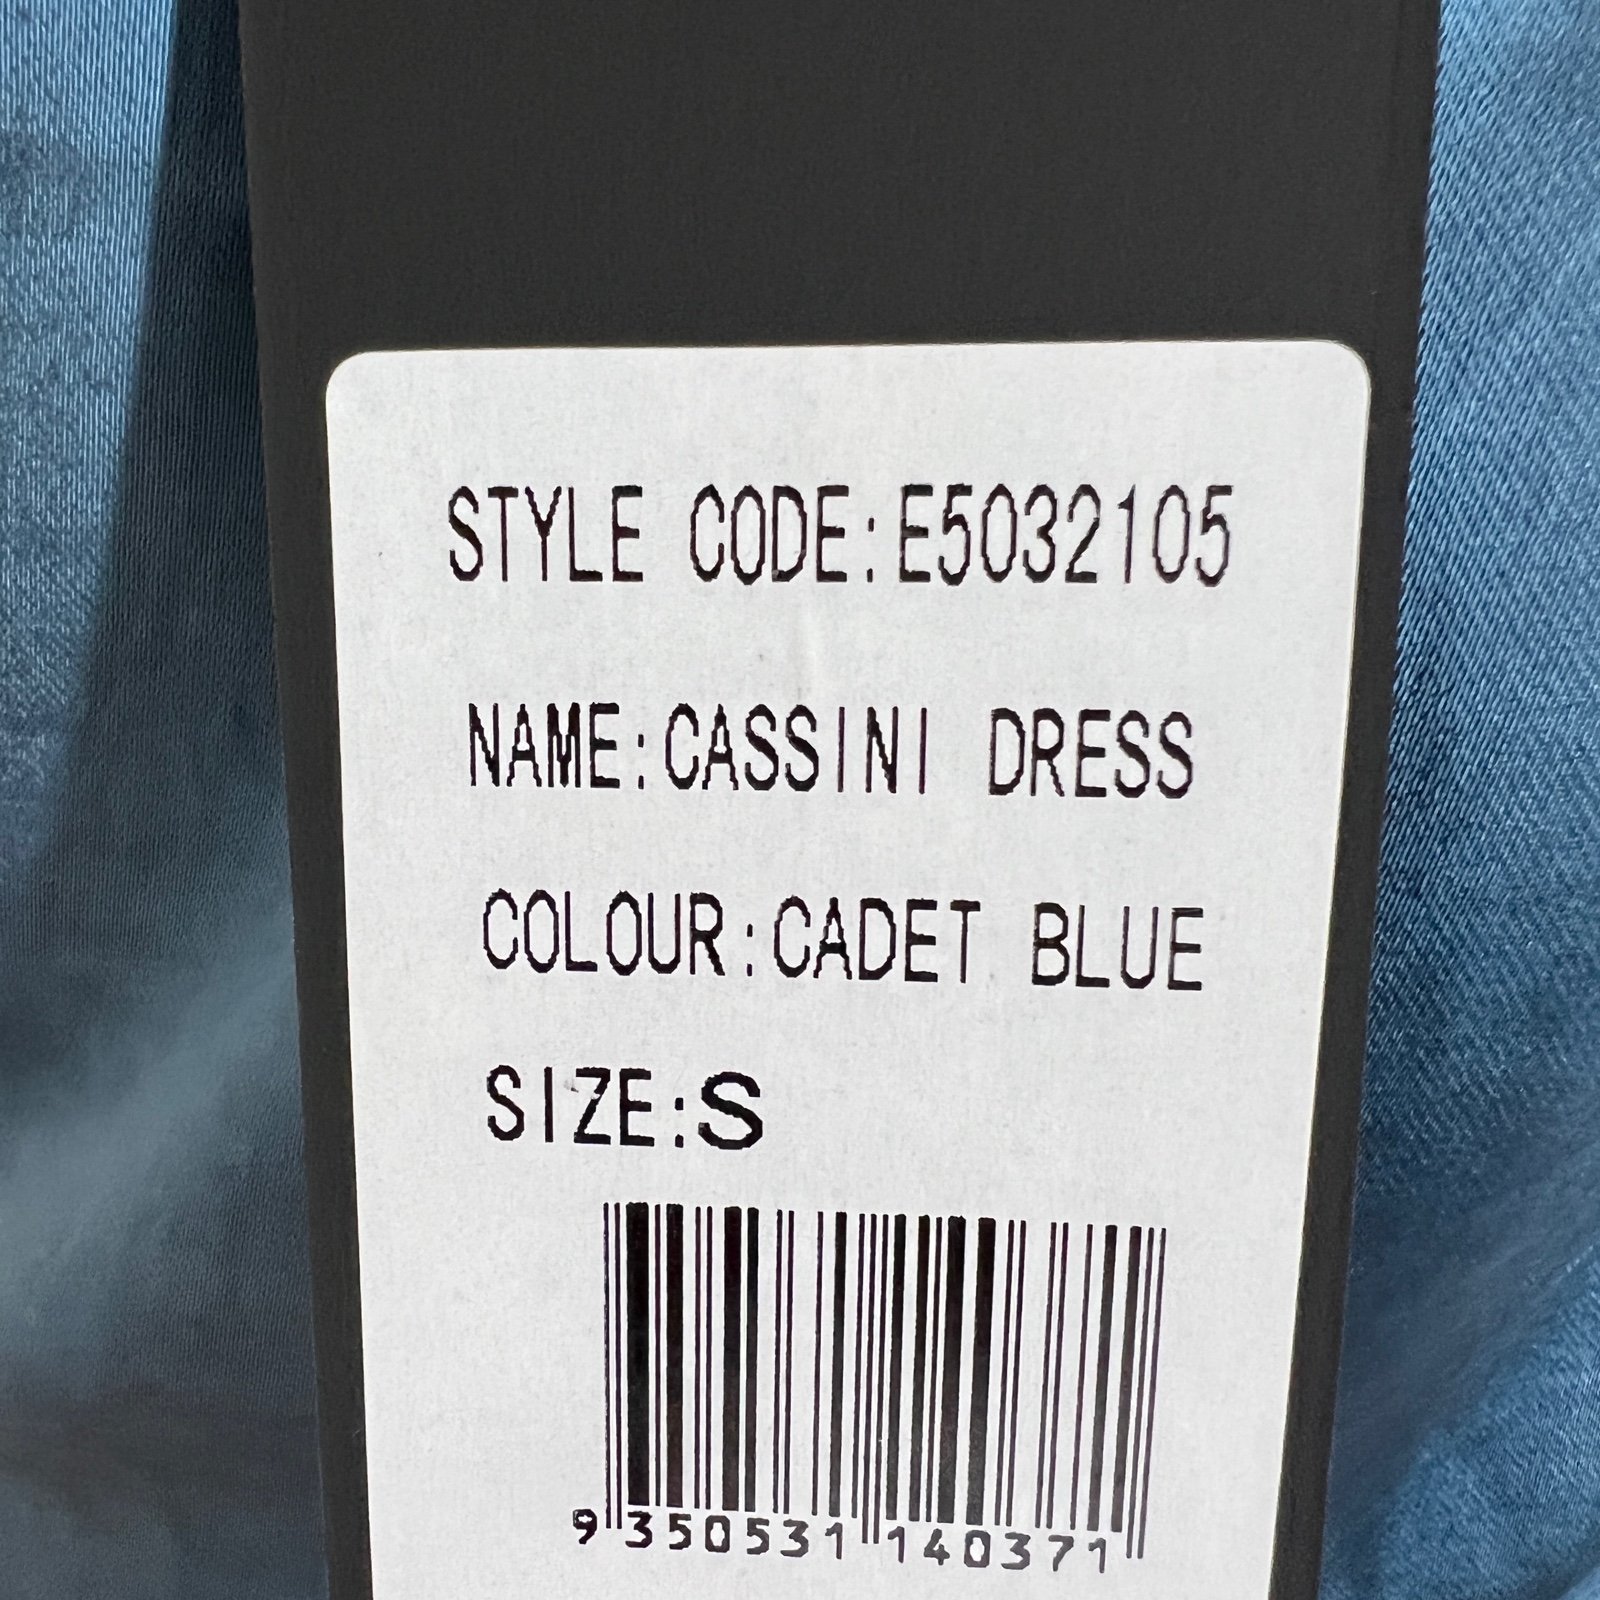 STYLE CODE:E5032105
NAME:CASSINI DRESS
COLOUR:CADET BLUE
SIZE:S
9 350531 140371